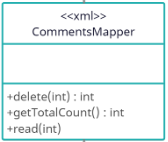 <<xml>>
CommentsMapper
+delete(int) : int
+getTotalCount() : int
+read(int)